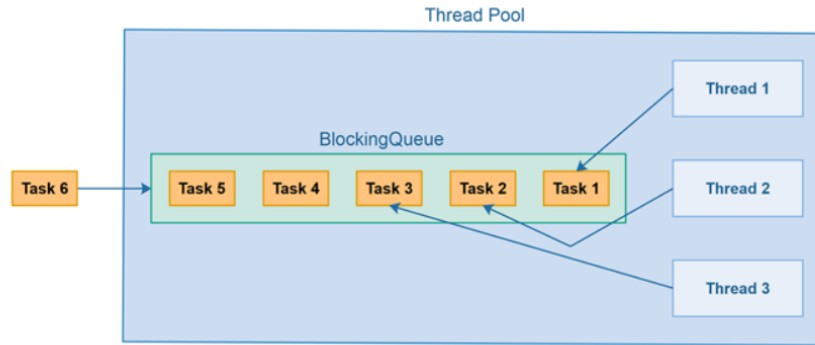 Thread Pool
Thread 1
BlockingQueue
Task 6
Task 5
Task 4
Task 3
Task 2
Task 1
Thread 2
Thread 3